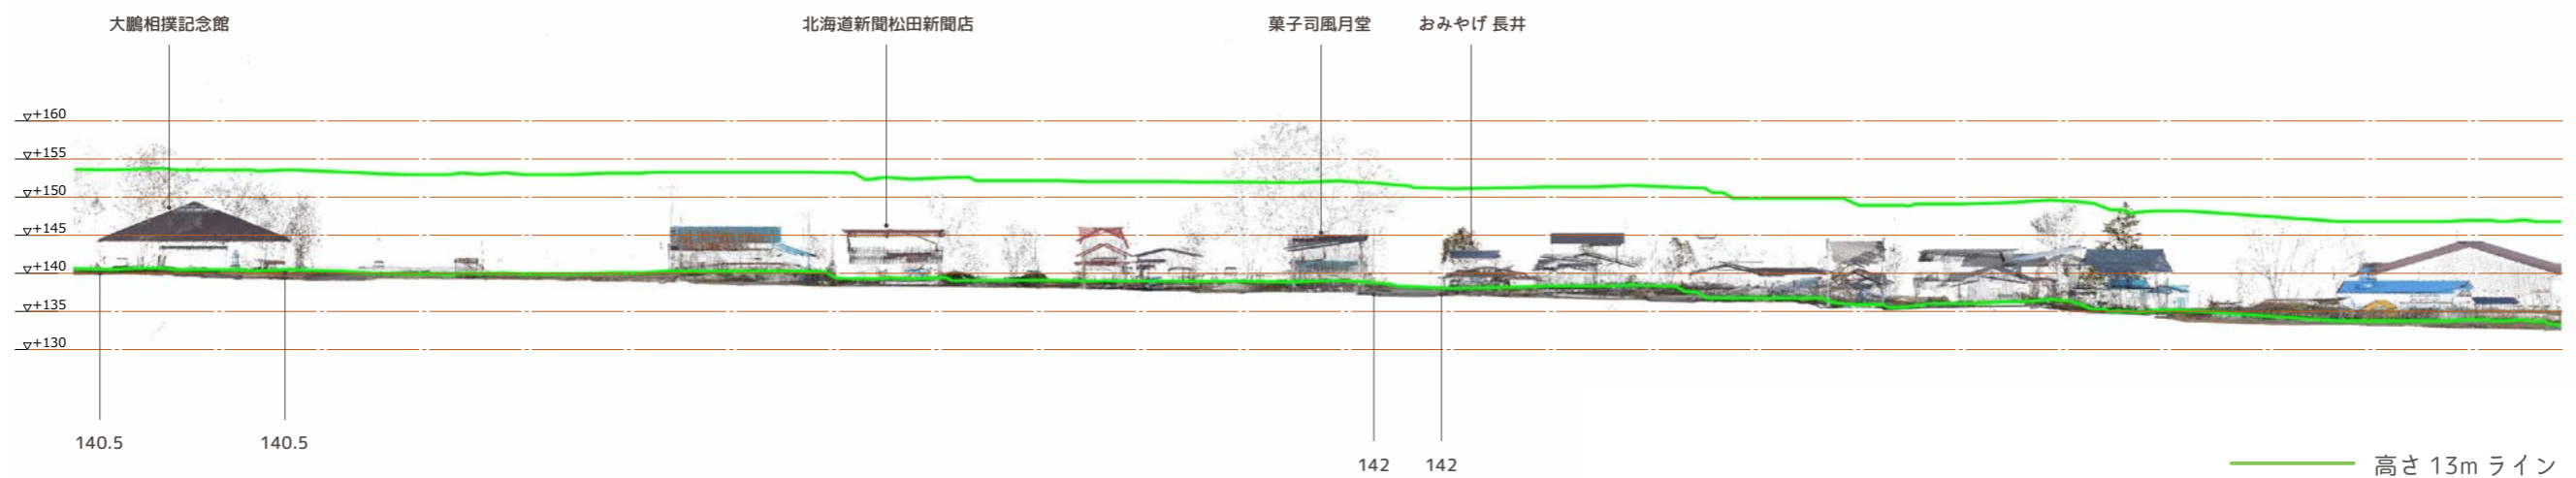 大鵬相撲記念館
北海道新聞松田新聞店
菓子司風月堂
おみやげ 長井
▽+160
▽+155
▽+150
▽+145
▽+140
▽+135
▽+130
140.5
140.5
142
142
高さ 13m ライン